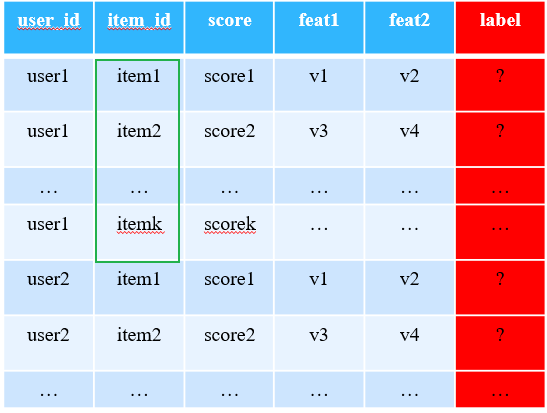 user_id item_id score feat1 feat2 label
user1 item1 score1 v1 v2 ?
user1 item2 score2 v3 v4 ?
… … … … … …
user1 itemk scorek … … …
user2 item1 score1 v1 v2 ?
user2 item2 score2 v3 v4 ?
… … … … … …